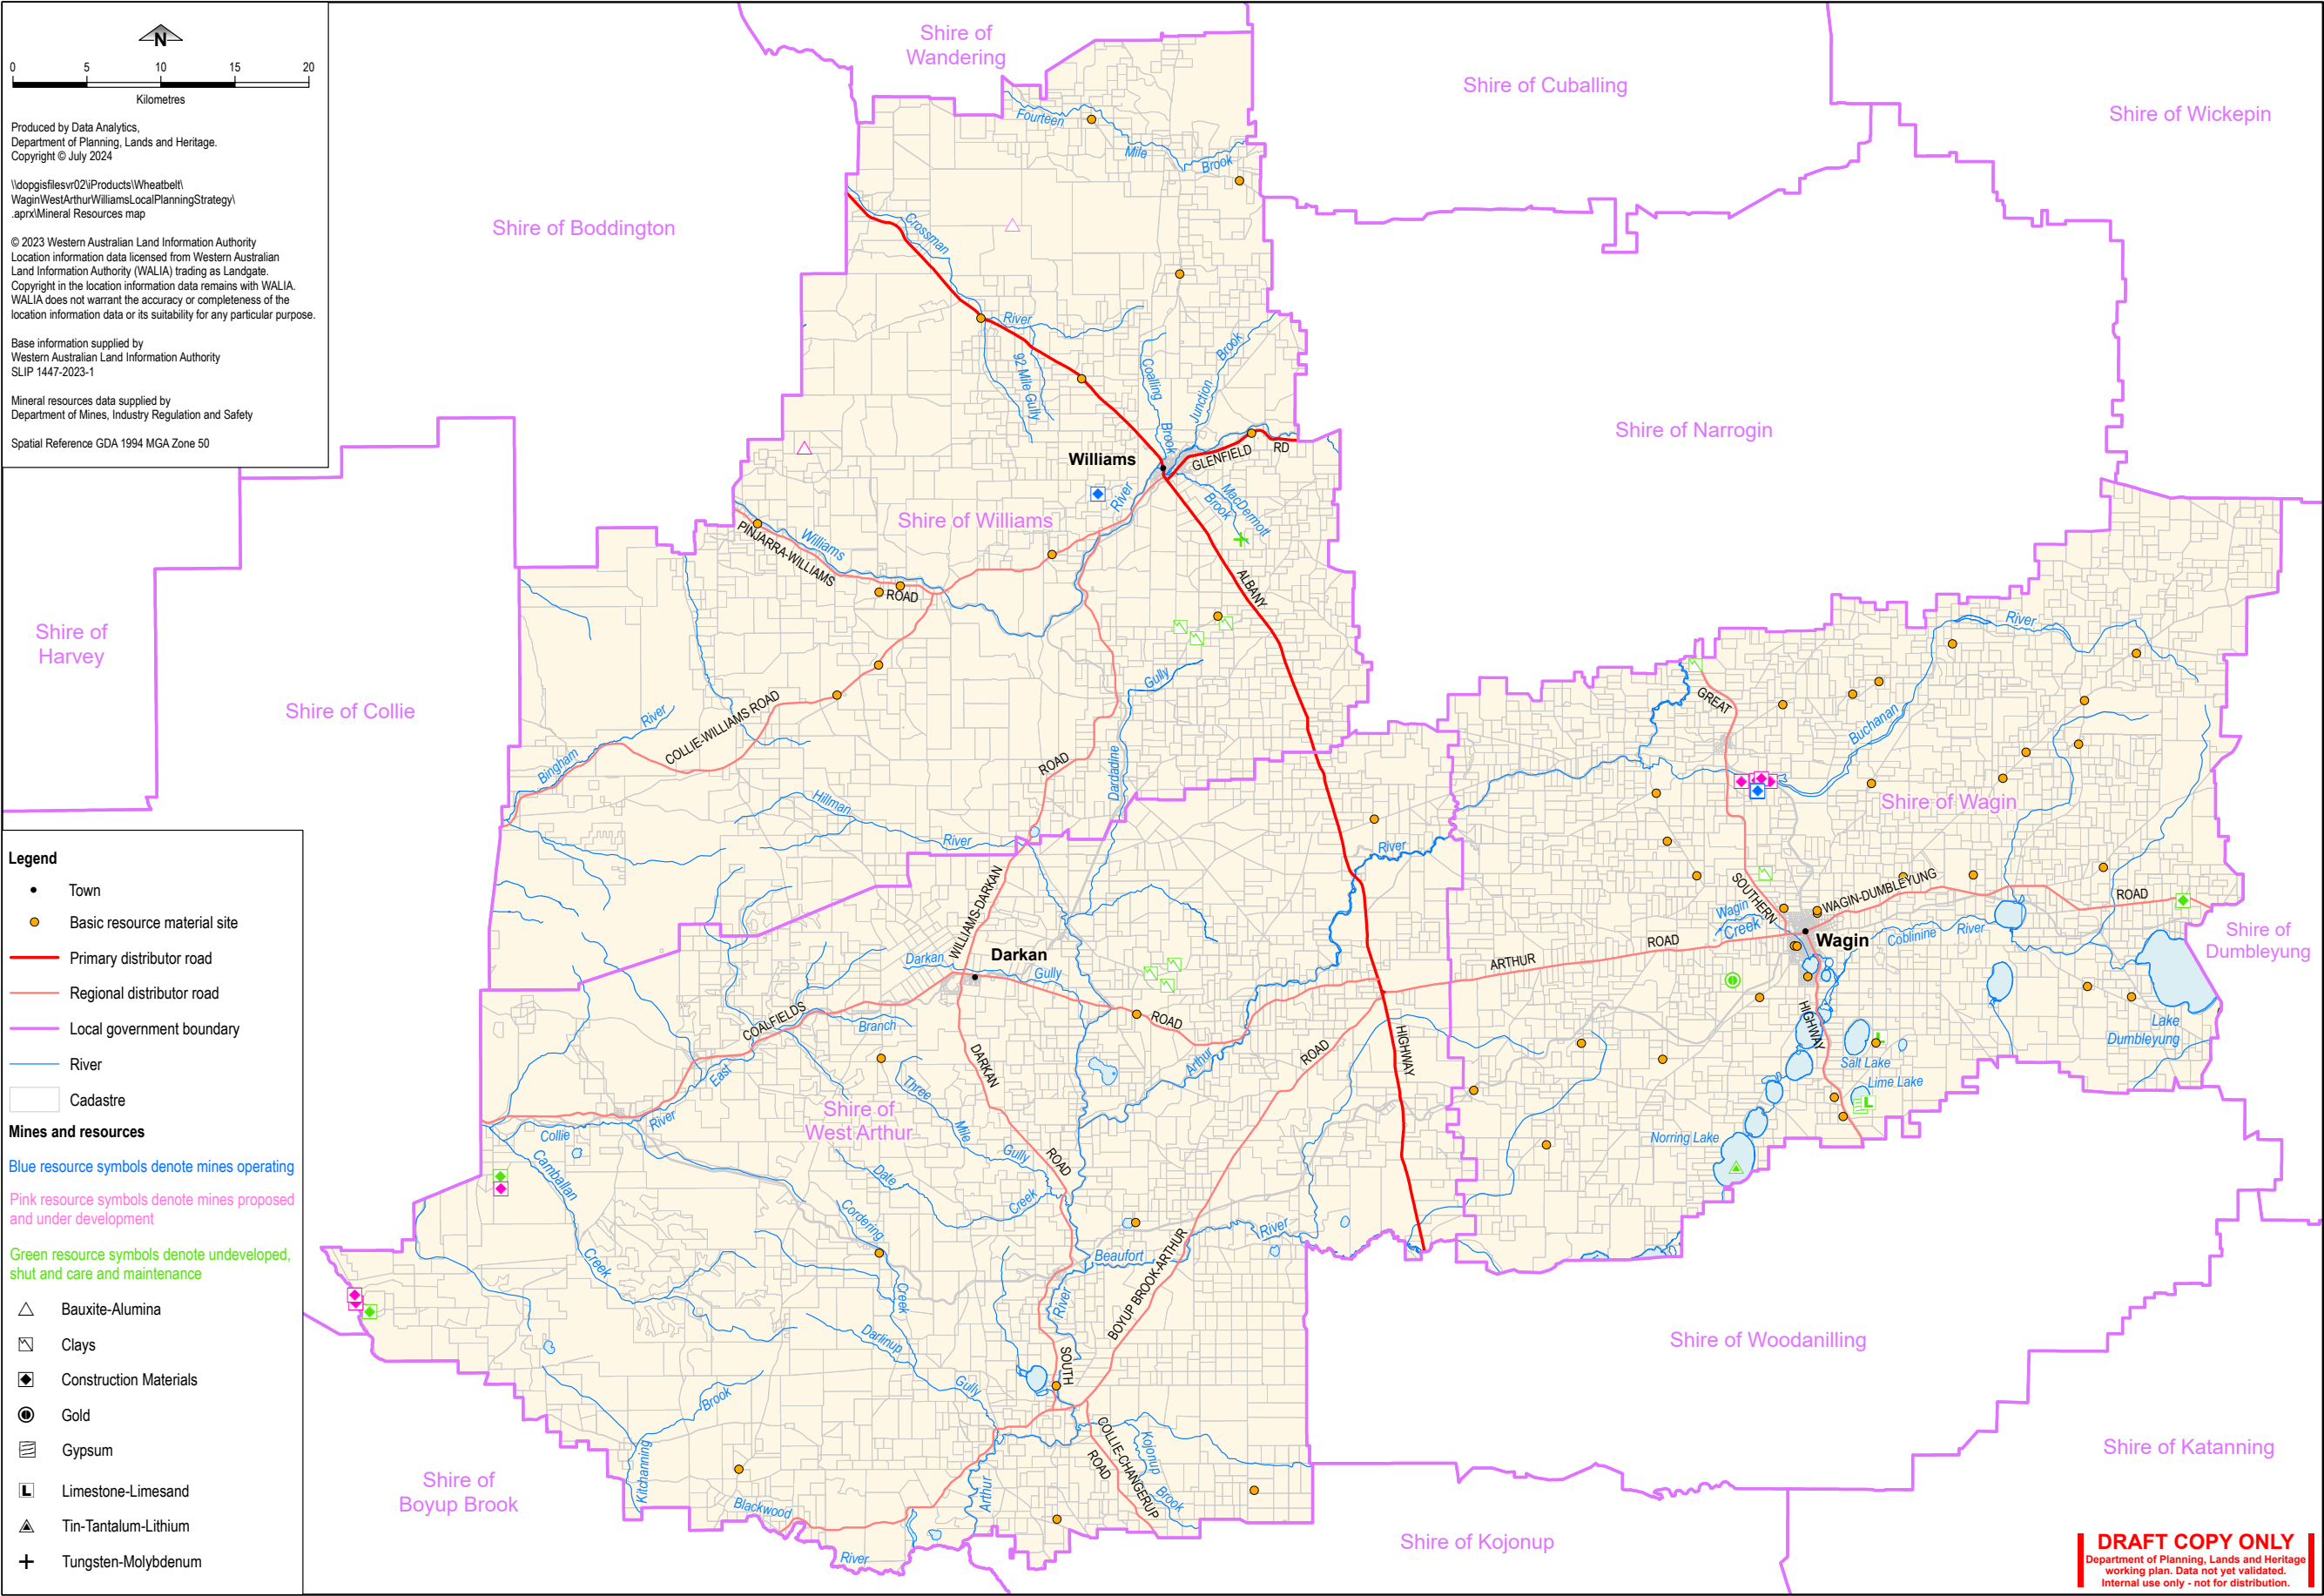 N
0 5 10 15 20
Kilometres
Produced by Data Analytics,
Department of Planning, Lands and Heritage.
Copyright © July 2024
\\dopgisfilesvr02\iProducts\Wheatbelt\
WaginWestArthurWilliamsLocalPlanningStrategy\
.aprx\Mineral Resources map
© 2023 Western Australian Land Information Authority
Location information data licensed from Western Australian
Land Information Authority (WALIA) trading as Landgate.
Copyright in the location information data remains with WALIA.
WALIA does not warrant the accuracy or completeness of the
location information data or its suitability for any particular purpose.
Base information supplied by
Western Australian Land Information Authority
SLIP 1447-2023-1
Mineral resources data supplied by
Department of Mines, Industry Regulation and Safety
Spatial Reference GDA 1994 MGA Zone 50
Shire of
Wandering
Shire of Cuballing
Shire of Wickepin
Shire of Boddington
Shire of Narrogin
Shire of Williams
Shire of
Harvey
Shire of Collie
Shire of Wagin
Shire of
Dumbleyung
Shire of
West Arthur
Shire of Woodanilling
Shire of Katanning
Shire of
Boyup Brook
Shire of Kojonup
Fourteen
Mile
Brook
Crossman
River
92 Mile Gully
Coalling
Brook
Junction
Brook
Williams
GLENFIELD
RD
MacDermott
Brook
River
Williams
PINJARRA-WILLIAMS
ROAD
ALBANY
Gully
Dardadine
COLLIE-WILLIAMS ROAD
River
Bingham
ROAD
Hillman
River
WILLIAMS-DARKAN
Darkan
Darkan
Gully
COALFIELDS
Branch
ROAD
DARKAN
ROAD
East
River
Collie
Three
Mile
Gully
Date
Creek
Cordering
Creek
Camballan
Creek
Darlinup
Gully
Beaufort
River
River
BOYUP BROOK-ARTHUR
ROAD
Arthur
River
HIGHWAY
SOUTH
Brook
Kitchanning
Blackwood
River
Arthur
COLLIE-CHANGERUP
ROAD
Kojonup
Brook
GREAT
SOUTHERN
HIGHWAY
Buchanan
River
WAGIN-DUMBLEYUNG
ROAD
Wagin
Creek
Wagin
Coblinine
River
ARTHUR
ROAD
Lake
Dumbleyung
Salt Lake
Lime Lake
Norring Lake
Legend
Town
Basic resource material site
Primary distributor road
Regional distributor road
Local government boundary
River
Cadastre
Mines and resources
Blue resource symbols denote mines operating
Pink resource symbols denote mines proposed
and under development
Green resource symbols denote undeveloped,
shut and care and maintenance
Bauxite-Alumina
Clays
Construction Materials
Gold
Gypsum
L Limestone-Limesand
Tin-Tantalum-Lithium
Tungsten-Molybdenum
L
DRAFT COPY ONLY
Department of Planning, Lands and Heritage
working plan. Data not yet validated.
Internal use only - not for distribution.